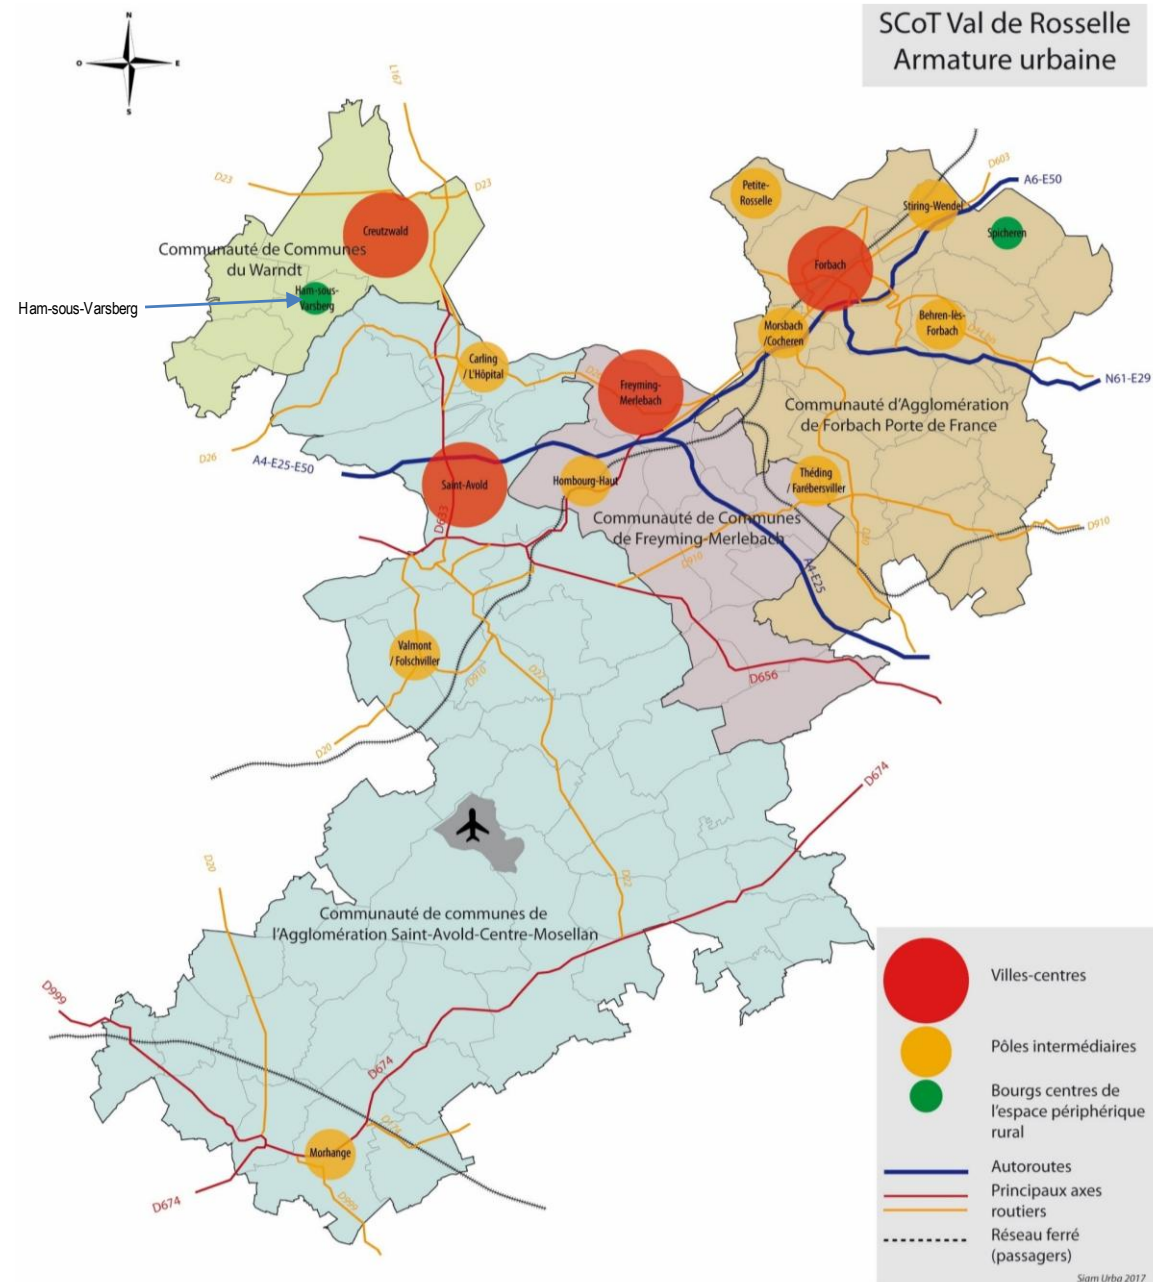 SCoT Val de Rosselle
Armature urbaine
N
O
E
S
L167
D23
D23
D603
A6-E50
Petite-
Rosselle
Stiring-Wendel
Spicheren
Creutzwald
Communauté de Communes
du Warndt
Forbach
Ham-sous-
Varsberg
Ham-sous-Varsberg
Morsbach
/Cocheren
Behren-lès-
Forbach
Carling
/ L'Hôpital
Freyming-
Merlebach
N61-E29
Communauté d'Agglomération
de Forbach Porte de France
D26
A4-E25-E50
Saint-Avold
Hombourg-Haut
Théding
/ Farébersviller
D633
Communauté de Communes
de Freyming-Merlebach
D910
D20
D910
A4-E25
Valmont
/ Folschviller
D910
D22
D656
D20
D674
D20
D22
Communauté de communes de
l'Agglomération Saint-Avold-Centre-Mosellan
D999
D674
Morhange
D674
D999
Villes-centres
Pôles intermédiaires
Bourgs centres de
l'espace périphérique
rural
Autoroutes
Principaux axes
routiers
Réseau ferré
(passagers)
Siam Urba 2017